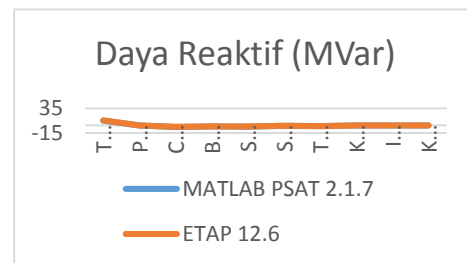 Daya Reaktif (MVar)
35
-15
T...
P...
C...
B...
S...
S...
T...
K...
I...
K...
MATLAB PSAT 2.1.7
ETAP 12.6